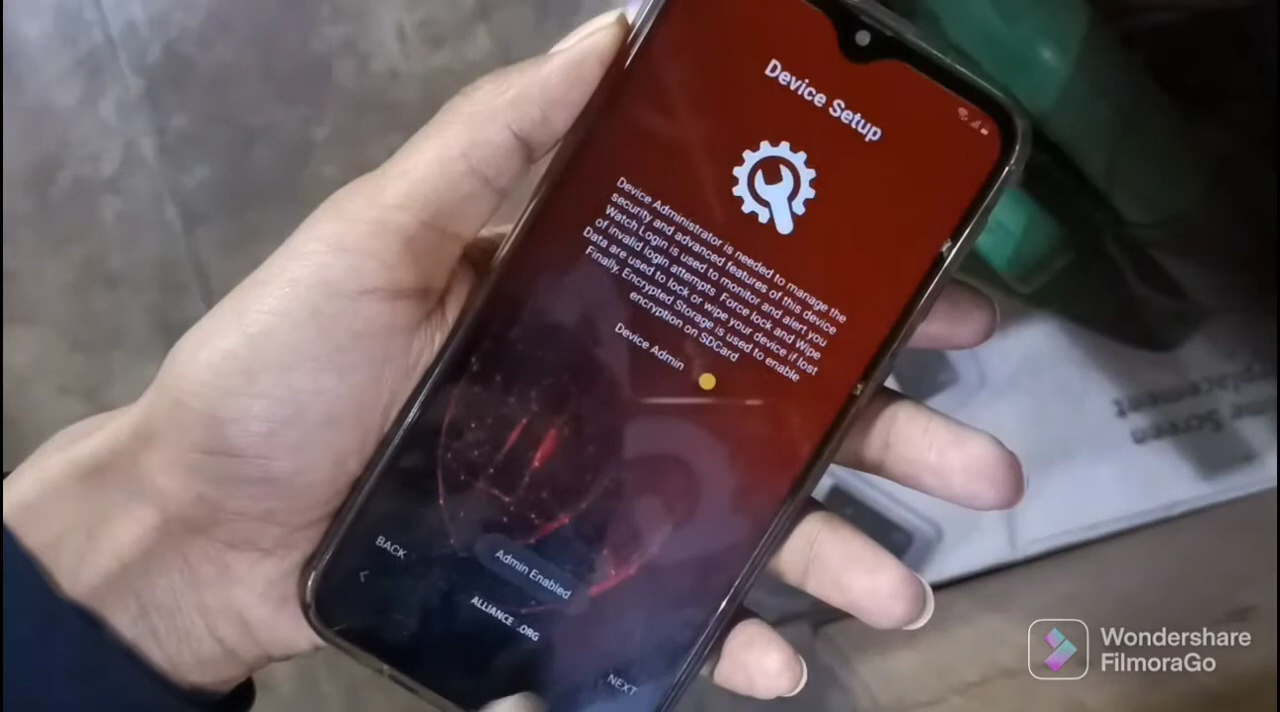 Device Setup
Device Administrator is needed to manage the
security and advanced features of this device
Watch Login is used to monitor and alert you
of invalid login attempts. Force lock and Wipe
Data are used to lock or wipe your device if lost
Finally, Encrypted Storage is used to enable
encryption on SDCard
Device Admin
BACK
<
Admin Enabled
ALLIANCE .ORG
NEXT
Screen
Wondershare
FilmoraGo